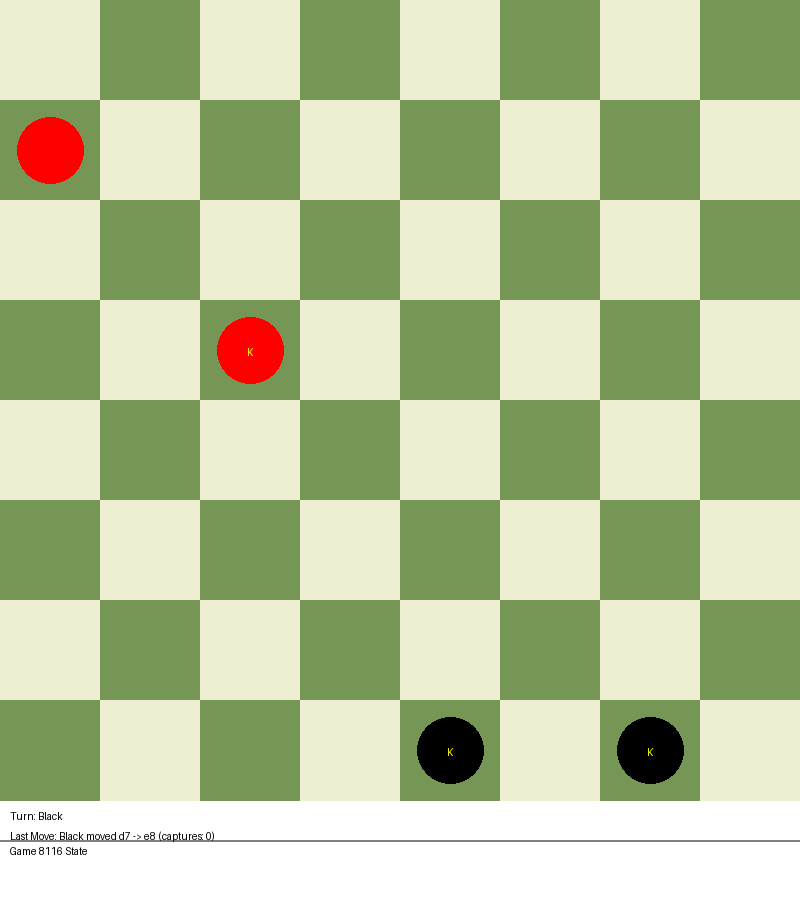 K
K K
Turn: Black
Last Move: Black moved d7 -> e8 (captures: 0)
Game 8116 State